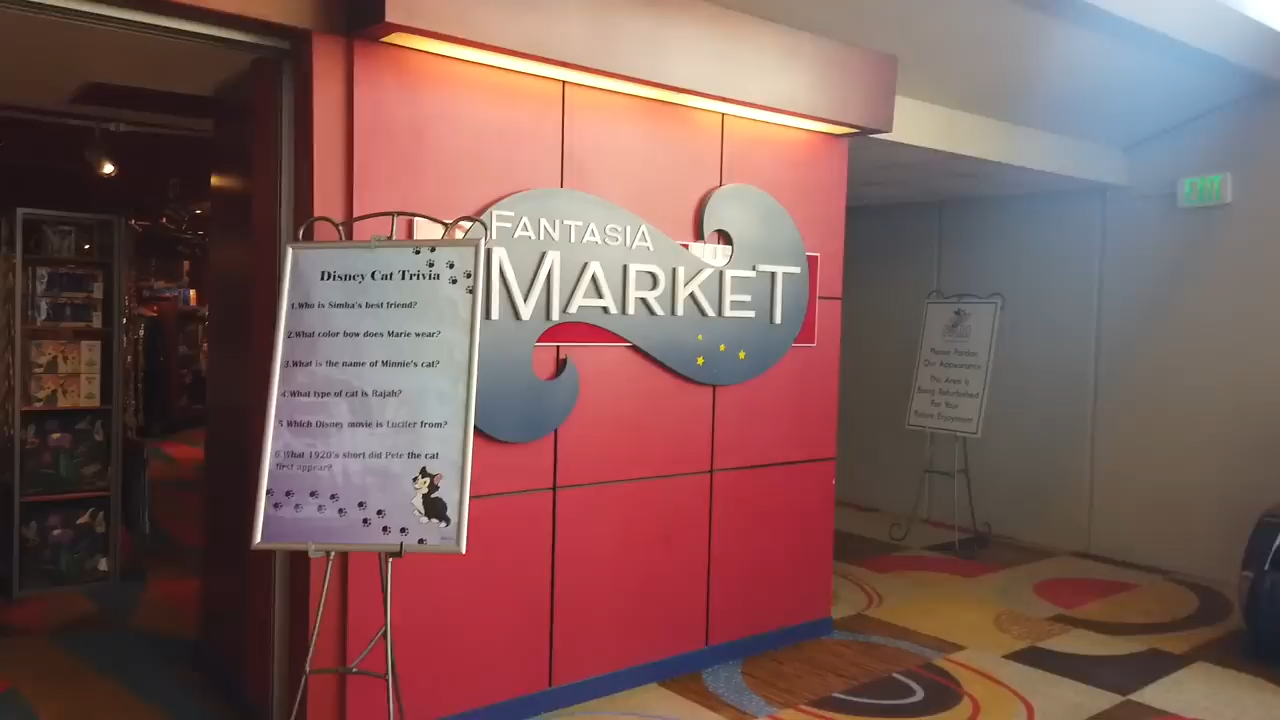 Disney Cat Trivia
1.Who is Simba's best friend?
2.What color bow does Marie wear?
3.What is the name of Minnie's cat?
4.What type of cat is Rajah?
5 Which Disney movie is Lucifer from?
6.What 1920's short did Pete the cat
first appear?
FANTASIA
MARKET
Please Pardon
Our Appearance
This Area is
Being Refurbished
For Your
Future Enjoyment
EXIT